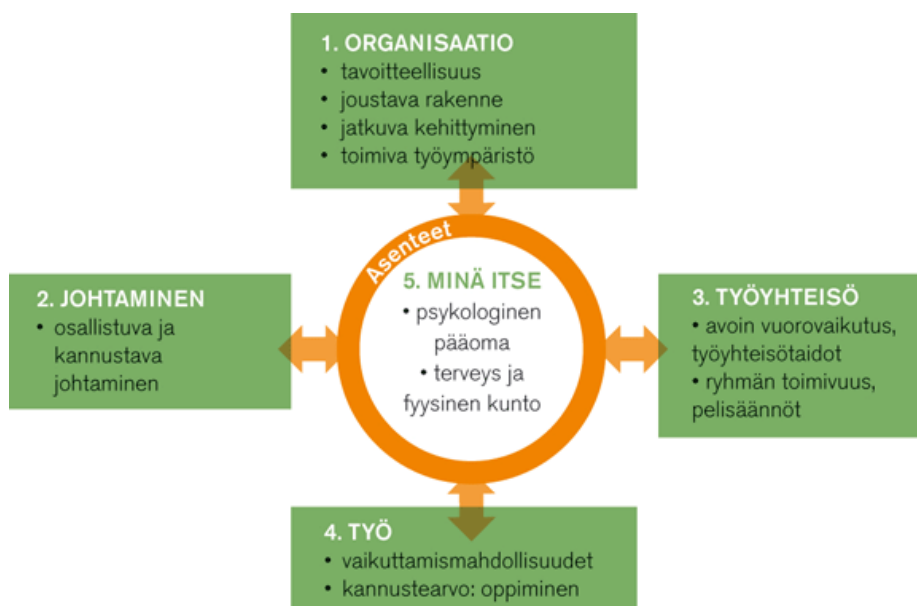 1. ORGANISAATIO
• tavoitteellisuus
• joustava rakenne
• jatkuva kehittyminen
• toimiva työympäristö
Asenteet
2. JOHTAMINEN
• osallistuva ja
kannustava
johtaminen
5. MINÄ ITSE
• psykologinen
pääoma
• terveys ja
fyysinen kunto
3. TYÖYHTEISÖ
• avoin vuorovaikutus,
työyhteisötaidot
• ryhmän toimivuus,
pelisäännöt
4. TYÖ
• vaikuttamismahdollisuudet
• kannustearvo: oppiminen